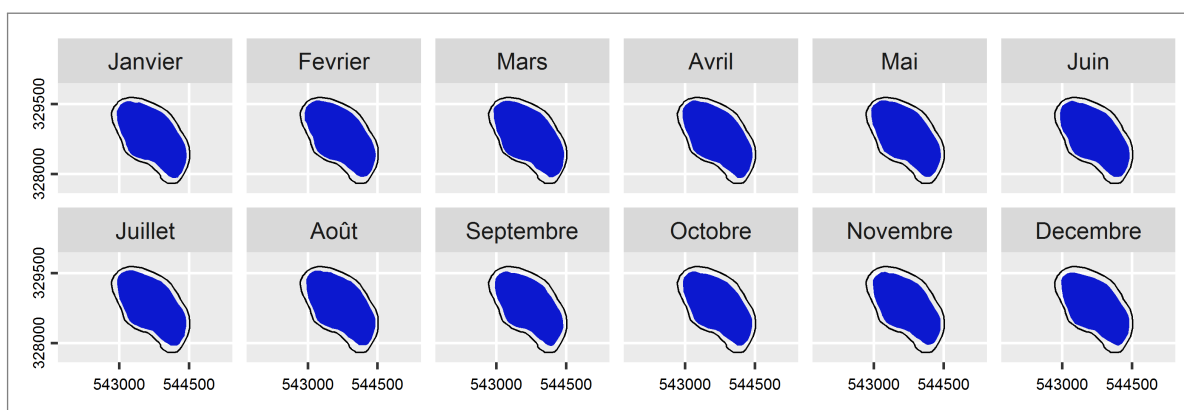 Janvier Fevrier Mars Avril Mai Juin
329500
328000
Juillet Août Septembre Octobre Novembre Decembre
329500
328000
543000 544500 543000 544500 543000 544500 543000 544500 543000 544500 543000 544500